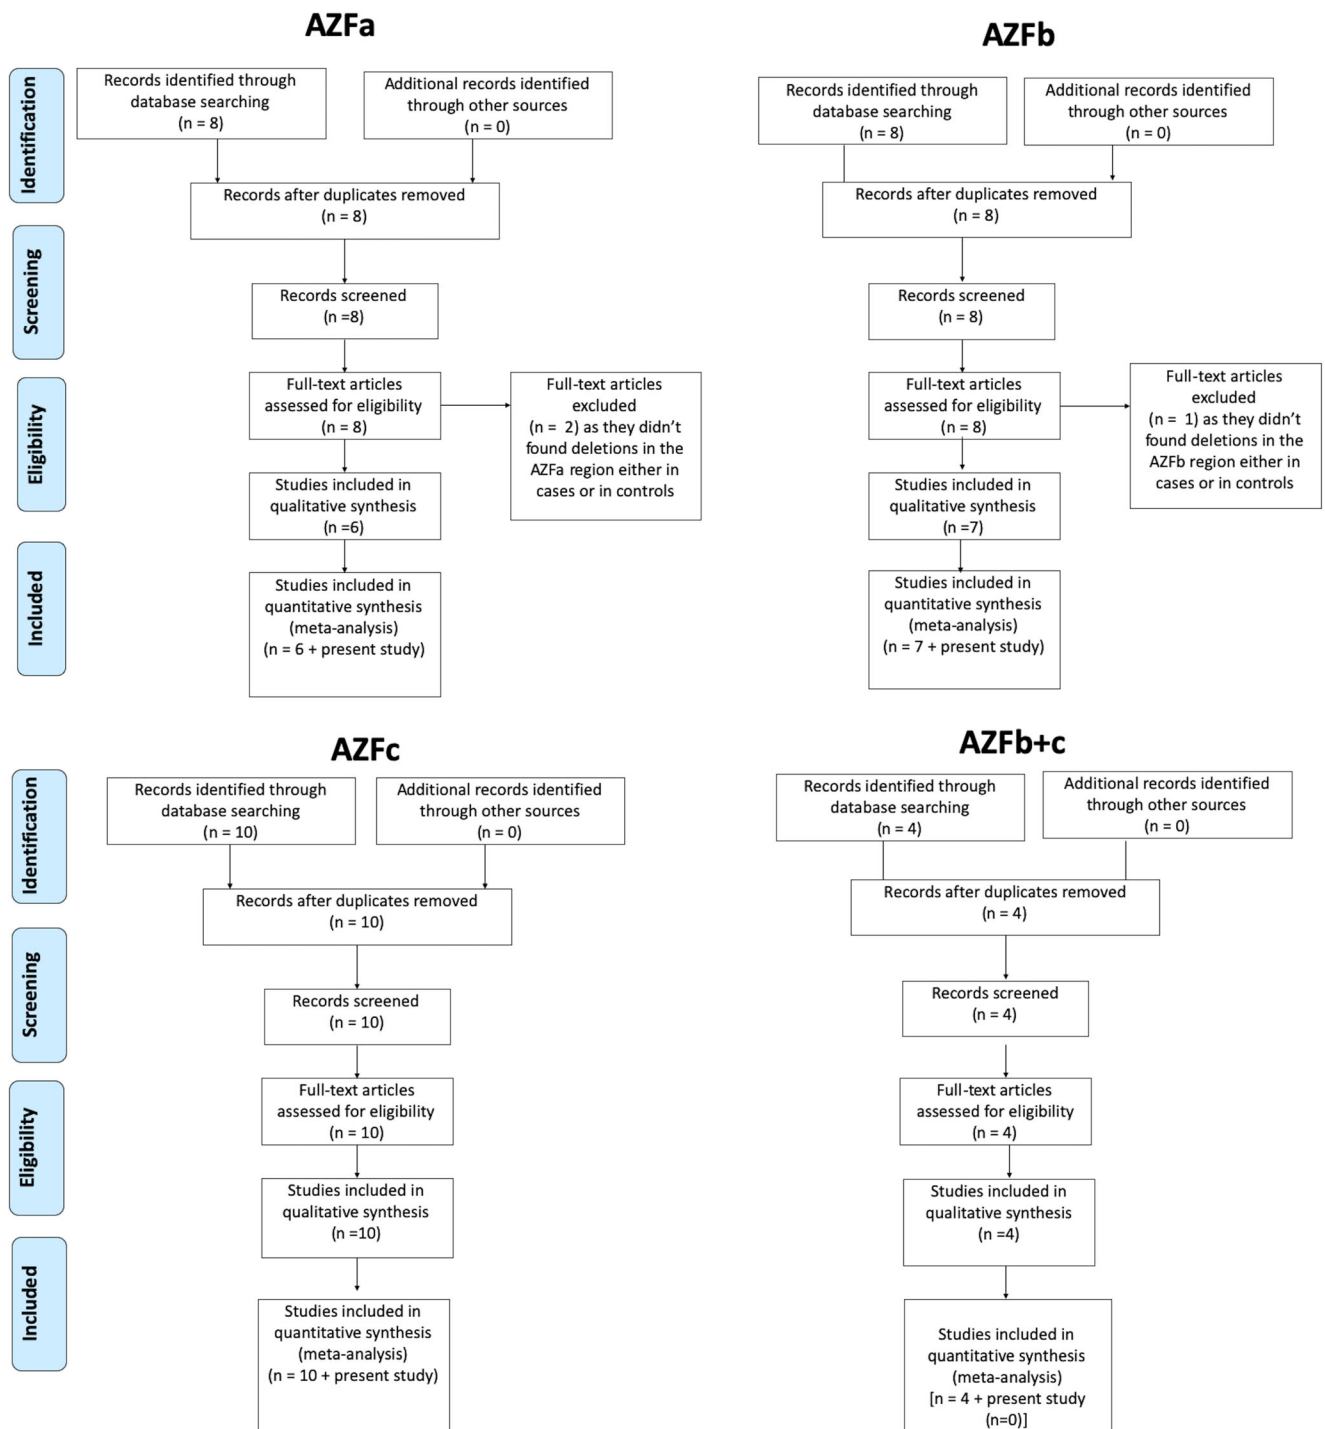 AZFa
Identification
Records identified through
database searching
(n = 8)
Additional records identified
through other sources
(n = 0)
Records after duplicates removed
(n = 8)
Screening
Records screened
(n =8)
Eligibility
Full-text articles
assessed for eligibility
(n = 8)
Full-text articles
excluded
(n =  2) as they didn’t
found deletions in the
AZFa region either in
cases or in controls
Studies included in
qualitative synthesis
(n =6)
Included
Studies included in
quantitative synthesis
(meta-analysis)
(n = 6 + present study)
AZFb
Records identified through
database searching
(n = 8)
Additional records identified
through other sources
(n = 0)
Records after duplicates removed
(n = 8)
Records screened
(n = 8)
Full-text articles
assessed for eligibility
(n = 8)
Full-text articles
excluded
(n =  1) as they didn’t
found deletions in the
AZFb region either in
cases or in controls
Studies included in
qualitative synthesis
(n =7)
Studies included in
quantitative synthesis
(meta-analysis)
(n = 7 + present study)
AZFc
Identification
Records identified through
database searching
(n = 10)
Additional records identified
through other sources
(n = 0)
Records after duplicates removed
(n = 10)
Screening
Records screened
(n = 10)
Eligibility
Full-text articles
assessed for eligibility
(n = 10)
Studies included in
qualitative synthesis
(n =10)
Included
Studies included in
quantitative synthesis
(meta-analysis)
(n = 10 + present study)
AZFb+c
Records identified through
database searching
(n = 4)
Additional records identified
through other sources
(n = 0)
Records after duplicates removed
(n = 4)
Records screened
(n = 4)
Full-text articles
assessed for eligibility
(n = 4)
Studies included in
qualitative synthesis
(n =4)
Studies included in
quantitative synthesis
(meta-analysis)
[n = 4 + present study
(n=0)]